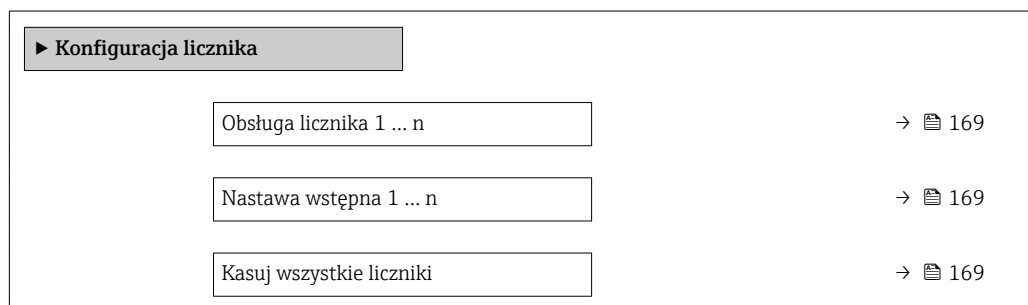 ▶ Konfiguracja licznika
Obsługa licznika 1 … n → 169
Nastawa wstępna 1 … n → 169
Kasuj wszystkie liczniki → 169